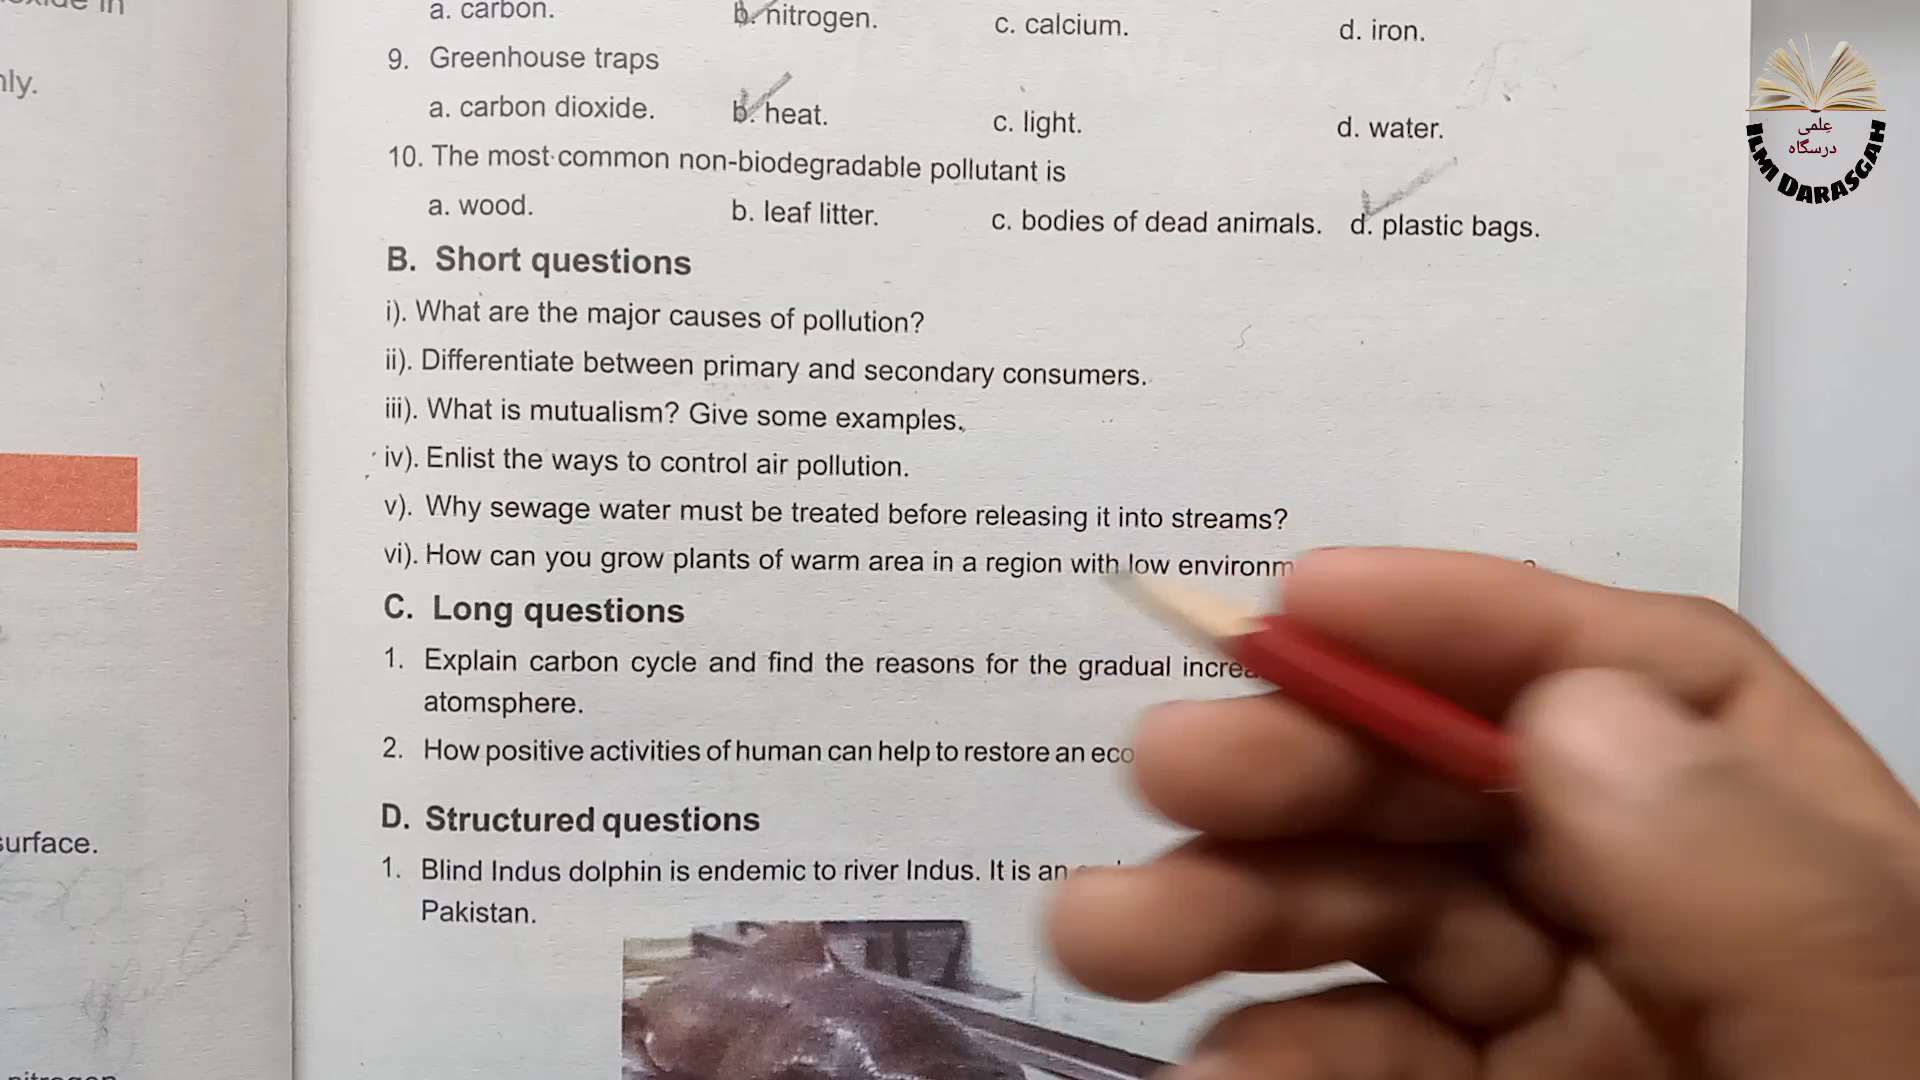 oxide in
nly.
surface.
nitrogen
a. carbon. b. nitrogen. c. calcium. d. iron.
9. Greenhouse traps
a. carbon dioxide. b. heat. c. light. d. water.
10. The most common non-biodegradable pollutant is
a. wood. b. leaf litter. c. bodies of dead animals. d. plastic bags.
B. Short questions
i). What are the major causes of pollution?
ii). Differentiate between primary and secondary consumers.
iii). What is mutualism? Give some examples.
iv). Enlist the ways to control air pollution.
v). Why sewage water must be treated before releasing it into streams?
vi). How can you grow plants of warm area in a region with low environm
C. Long questions
1. Explain carbon cycle and find the reasons for the gradual increa
atomsphere.
2. How positive activities of human can help to restore an eco
D. Structured questions
1. Blind Indus dolphin is endemic to river Indus. It is an
Pakistan.
علمی
درسگاه
ILM DARASGAH